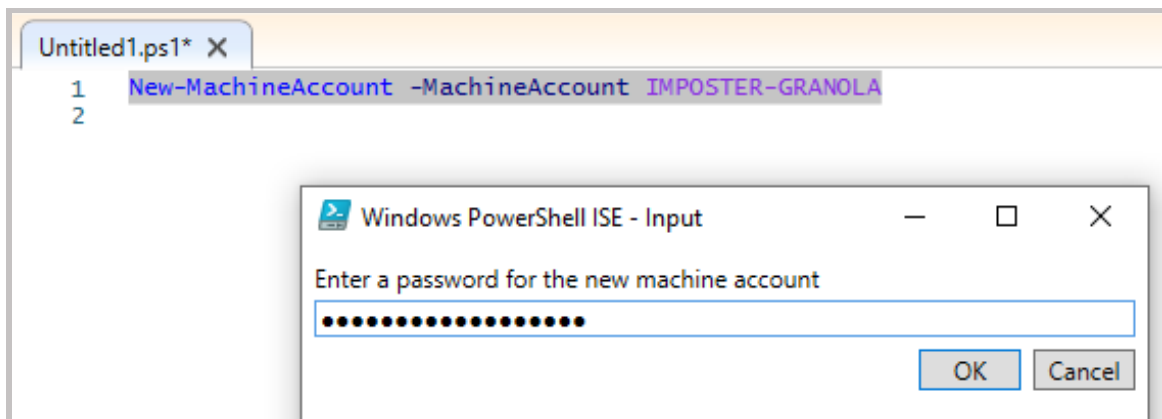 Untitled1.ps1*
1 New-MachineAccount -MachineAccount IMPOSTER-GRANOLA
2
Windows PowerShell ISE - Input
Enter a password for the new machine account
●●●●●●●●●●●●●●●●●●
OK Cancel